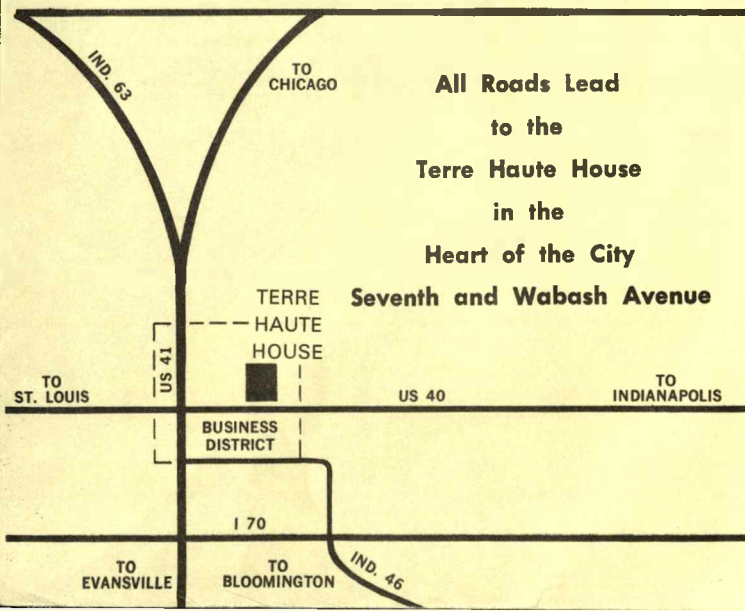 IND. 63
TO
CHICAGO
All Roads Lead
to the
Terre Haute House
in the
Heart of the City
Seventh and Wabash Avenue
TERRE
HAUTE
HOUSE
US 41
TO
ST. LOUIS
US 40
TO
INDIANAPOLIS
BUSINESS
DISTRICT
I 70
TO
EVANSVILLE
TO
BLOOMINGTON
IND. 46